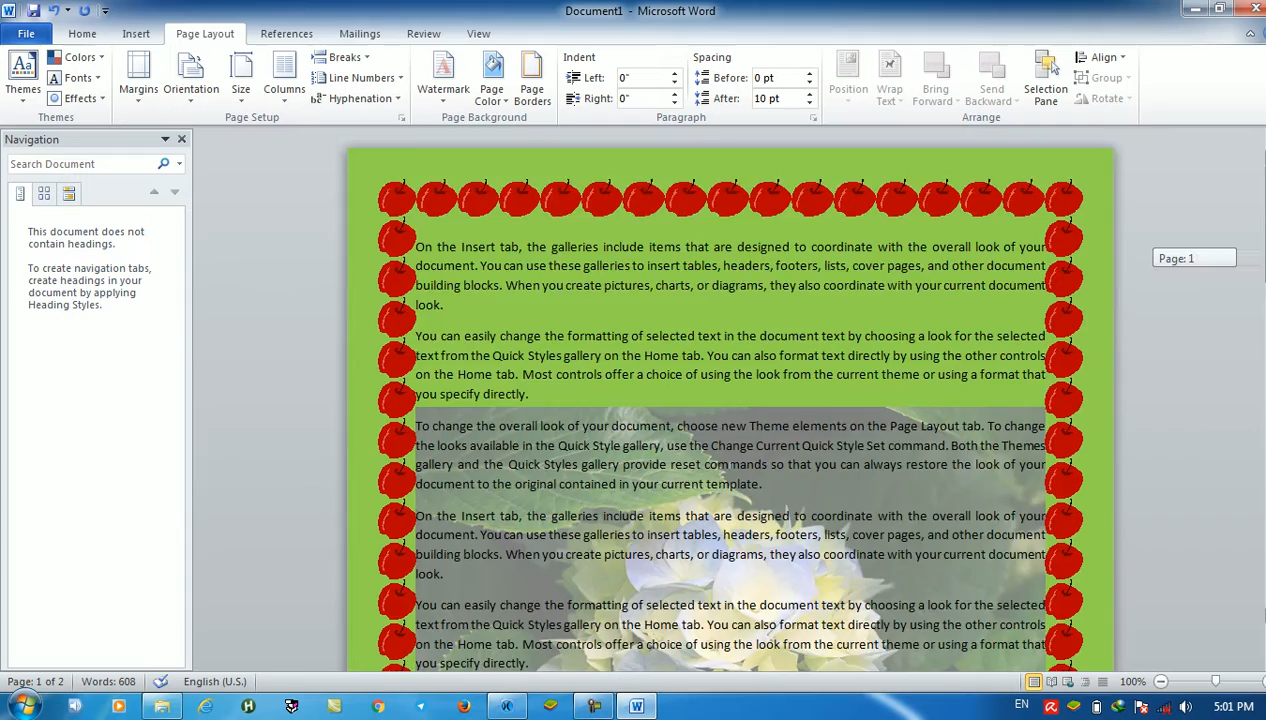 Document1 - Microsoft Word
File Home Insert Page Layout References Mailings Review View
Themes
Colors
Fonts
Effects
Themes
Margins Orientation Size Columns
Breaks
Line Numbers
Hyphenation
Page Setup
Watermark Page Color Page Borders
Page Background
Indent
Left: 0"
Right: 0"
Spacing
Before: 0 pt
After: 10 pt
Paragraph
Position Wrap Text Bring Forward Send Backward Selection Pane
Align
Group
Rotate
Arrange
Navigation
Search Document
This document does not
contain headings.
To create navigation tabs,
create headings in your
document by applying
Heading Styles.
On the Insert tab, the galleries include items that are designed to coordinate with the overall look of your
document. You can use these galleries to insert tables, headers, footers, lists, cover pages, and other document
building blocks. When you create pictures, charts, or diagrams, they also coordinate with your current document
look.
You can easily change the formatting of selected text in the document text by choosing a look for the selected
text from the Quick Styles gallery on the Home tab. You can also format text directly by using the other controls
on the Home tab. Most controls offer a choice of using the look from the current theme or using a format that
you specify directly.
To change the overall look of your document, choose new Theme elements on the Page Layout tab. To change
the looks available in the Quick Style gallery, use the Change Current Quick Style Set command. Both the Themes
gallery and the Quick Styles gallery provide reset commands so that you can always restore the look of your
document to the original contained in your current template.
On the Insert tab, the galleries include items that are designed to coordinate with the overall look of your
document. You can use these galleries to insert tables, headers, footers, lists, cover pages, and other document
building blocks. When you create pictures, charts, or diagrams, they also coordinate with your current document
look.
You can easily change the formatting of selected text in the document text by choosing a look for the selected
text from the Quick Styles gallery on the Home tab. You can also format text directly by using the other controls
on the Home tab. Most controls offer a choice of using the look from the current theme or using a format that
you specify directly.
Page: 1
Page: 1 of 2 Words: 608 English (U.S.) 100%
EN 5:01 PM